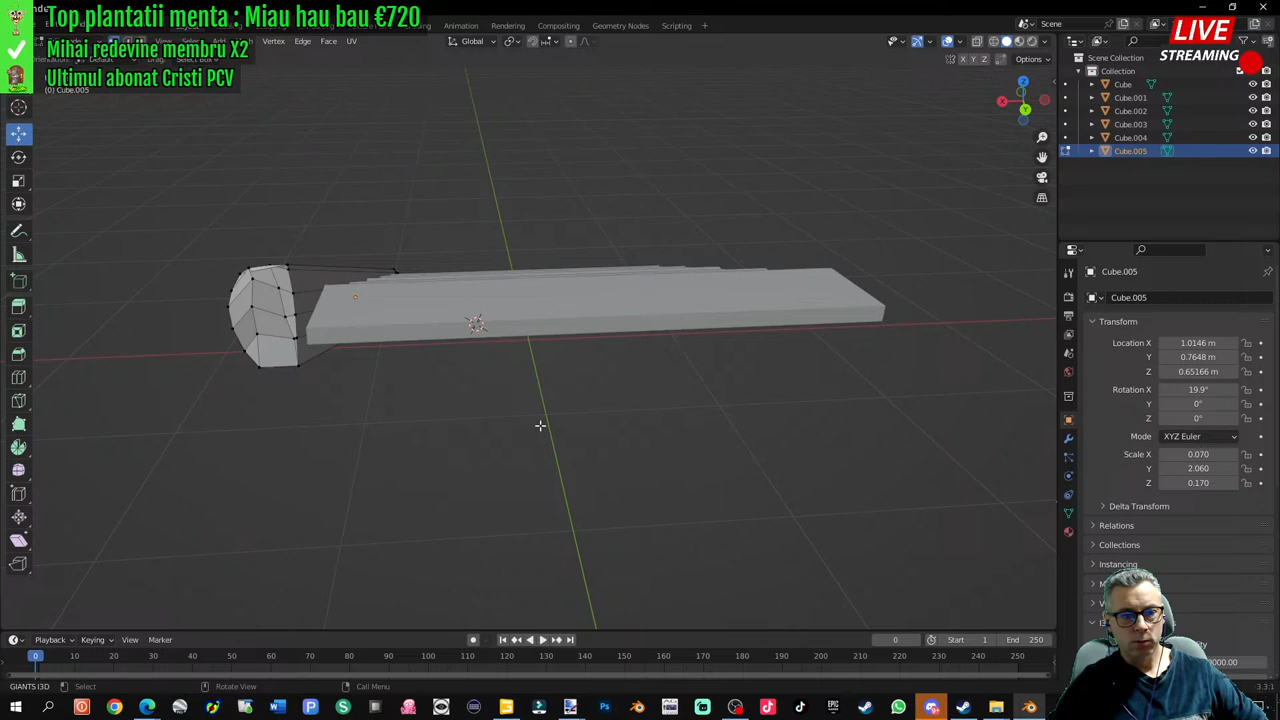 Top plantatii menta : Miau hau bau €720
Mihai redevine membru X2
Ultimul abonat Cristi PCV
LIVE
STREAMING
Animation
Rendering
Compositing
Geometry Nodes
Scripting
Scene
Vertex
Edge
Face
UV
Global
X
Y
Z
Options
(0) Cube.005
Scene Collection
Collection
Cube
Cube.001
Cube.002
Cube.003
Cube.004
Cube.005
Cube.005
Cube.005
Transform
Location X 1.0146 m
Y 0.7648 m
Z 0.65166 m
Rotation X 19.9°
Y 0°
Z 0°
Mode XYZ Euler
Scale X 0.070
Y 2.060
Z 0.170
Delta Transform
Relations
Collections
Instancing
Playback
Keying
View
Marker
0
Start 1
End 250
0 10 20 30 40 50 60 70 80 90 100 110 120 130 140 150 160 170 180 190 200 210 220 230 240 250
GIANTS I3D
Select
Rotate View
Call Menu